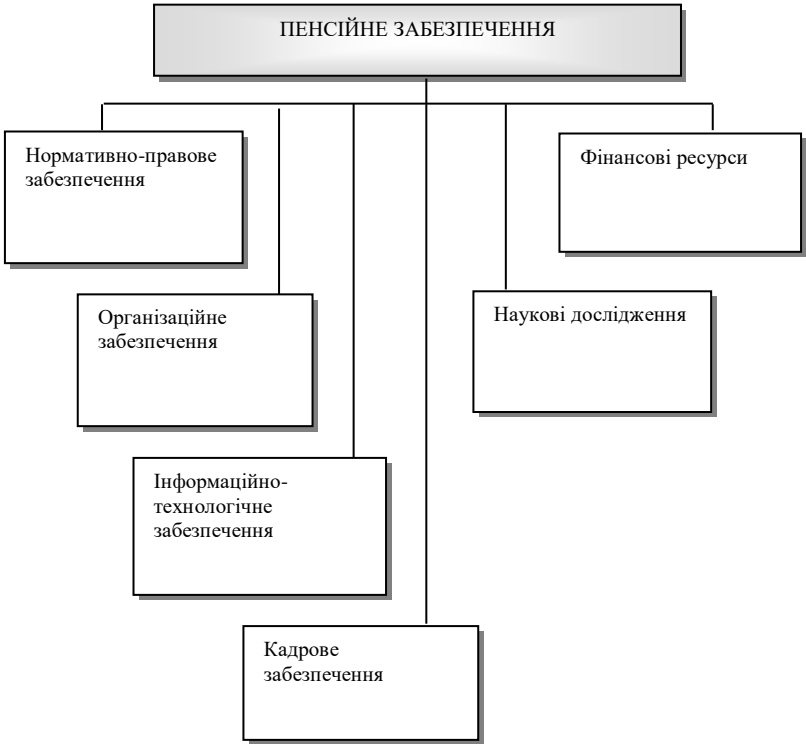 ПЕНСІЙНЕ ЗАБЕЗПЕЧЕННЯ
Нормативно-правове
забезпечення
Фінансові ресурси
Організаційне
забезпечення
Наукові дослідження
Інформаційно-
технологічне
забезпечення
Кадрове
забезпечення